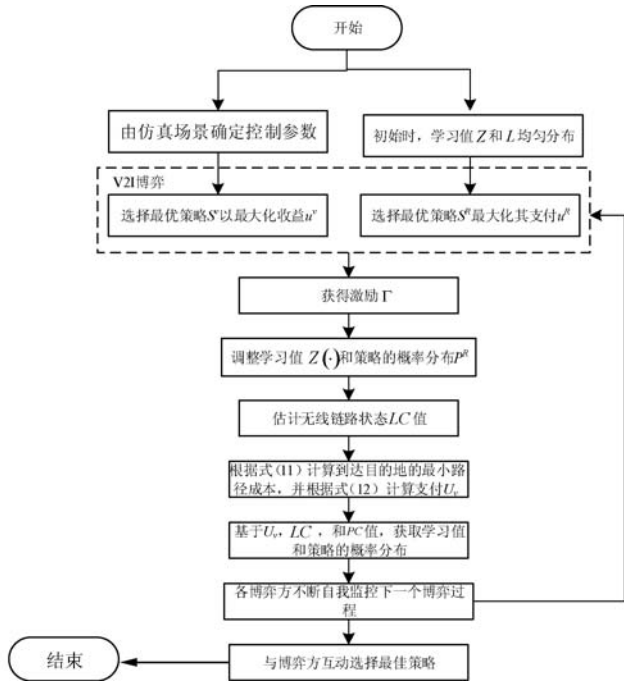 开始
由仿真场景确定控制参数
初始时，学习值 Z 和 L 均匀分布
V2I博弈
选择最优策略Sᵛ以最大化收益uᵛ
选择最优策略Sᴿ最大化其支付uᴿ
获得激励 Γ
调整学习值 Z(·)和策略的概率分布Pᴿ
估计无线链路状态LC 值
根据式(11) 计算到达目的地的最小路
径成本，并根据式(12) 计算支付Uᵥ
基于Uᵥ，LC ，和PC 值，获取学习值
和策略的概率分布
各博弈方不断自我监控下一个博弈过
程
与博弈方互动选择最佳策略
结束